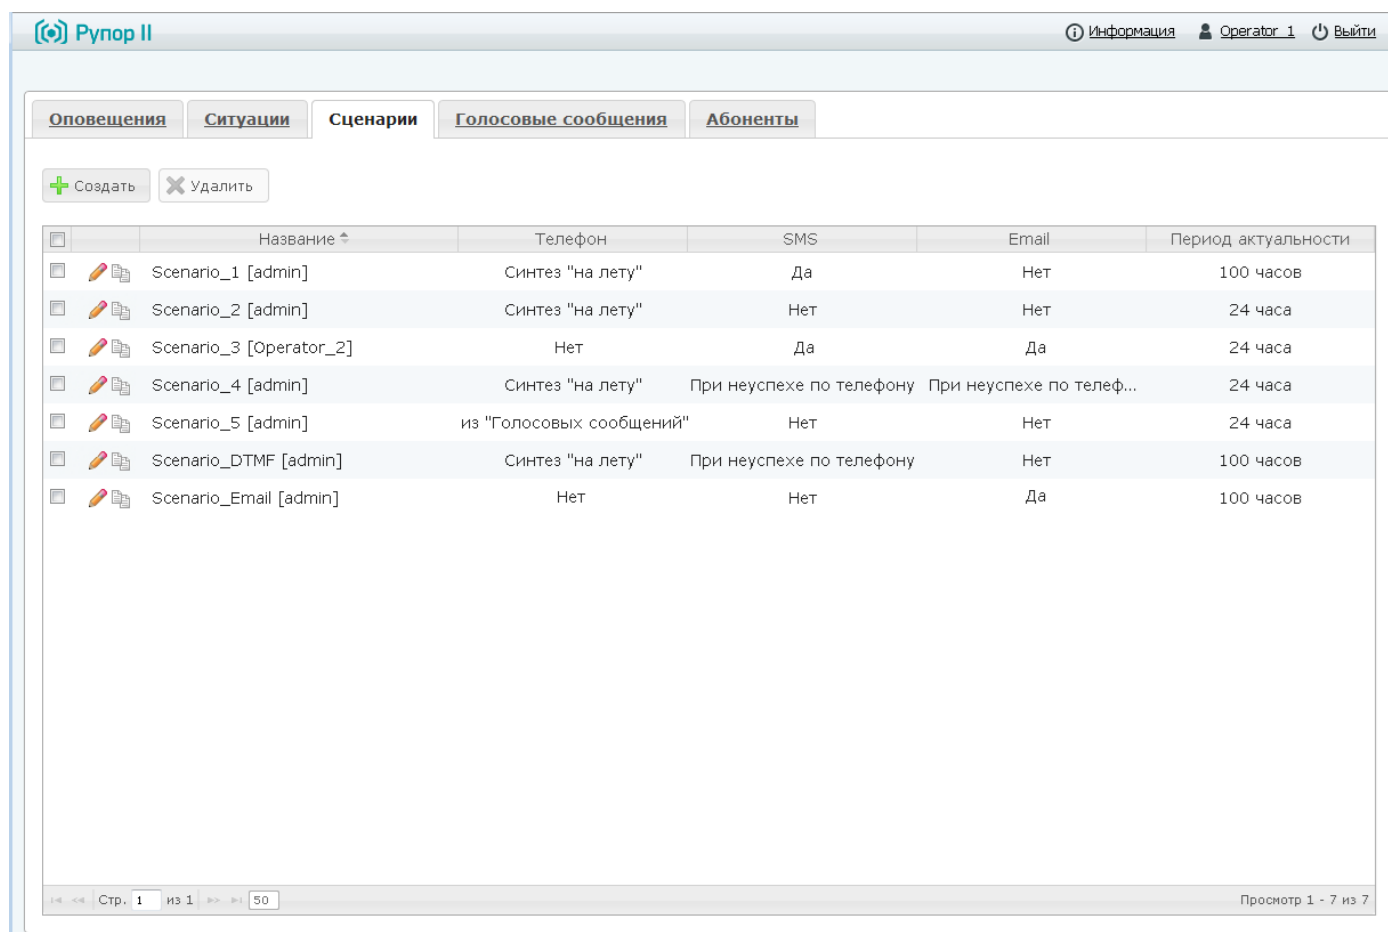 Рупор II Информация Operator_1 Выйти
Оповещения Ситуации Сценарии Голосовые сообщения Абоненты
Создать Удалить
Название Телефон SMS Email Период актуальности
Scenario_1 [admin] Синтез "на лету" Да Нет 100 часов
Scenario_2 [admin] Синтез "на лету" Нет Нет 24 часа
Scenario_3 [Operator_2] Нет Да Да 24 часа
Scenario_4 [admin] Синтез "на лету" При неуспехе по телефону При неуспехе по телеф... 24 часа
Scenario_5 [admin] из "Голосовых сообщений" Нет Нет 24 часа
Scenario_DTMF [admin] Синтез "на лету" При неуспехе по телефону Нет 100 часов
Scenario_Email [admin] Нет Нет Да 100 часов
Стр. 1 из 1 50 Просмотр 1 - 7 из 7